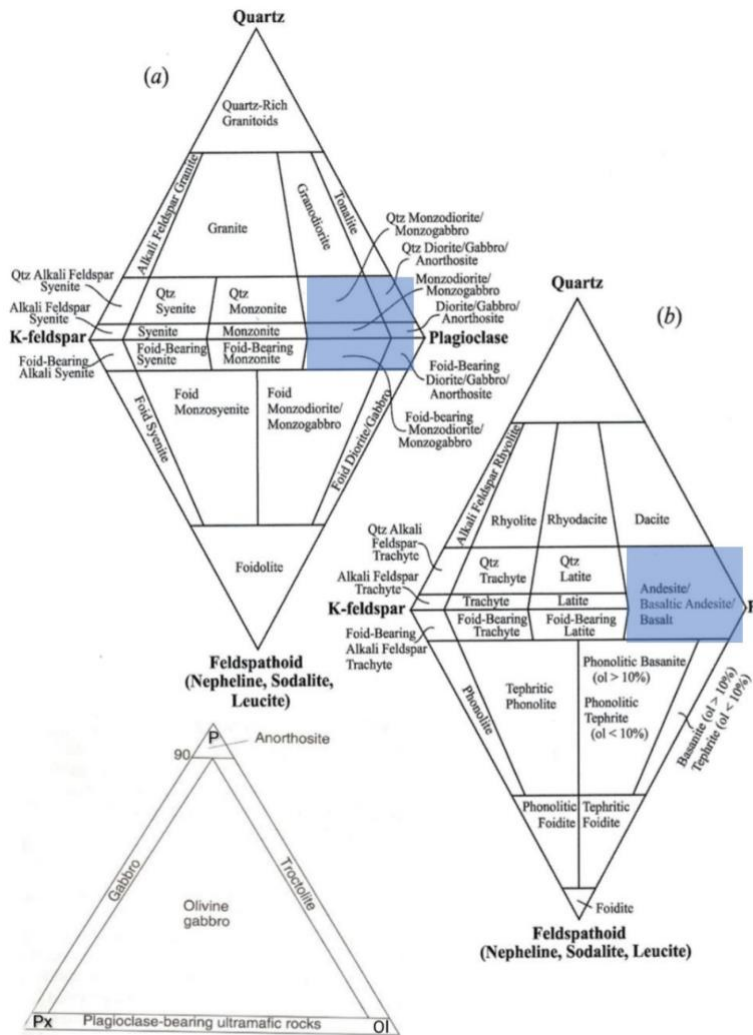 Quartz
(a)
Quartz-Rich
Granitoids
Alkali Feldspar Granite
Granite
Granodiorite
Tonalite
Qtz Monzodiorite/
Monzogabbro
Qtz Diorite/Gabbro/
Anorthosite
Qtz Alkali Feldspar
Syenite
Qtz
Syenite
Qtz
Monzonite
Monzodiorite/
Monzogabbro
Alkali Feldspar
Syenite
Syenite
Monzonite
Diorite/Gabbro/
Anorthosite
K-feldspar
Plagioclase
Foid-Bearing
Alkali Syenite
Foid-Bearing
Syenite
Foid-Bearing
Monzonite
Foid-Bearing
Diorite/Gabbro/
Anorthosite
Foid Syenite
Foid
Monzosyenite
Foid
Monzodiorite/
Monzogabbro
Foid Diorite/Gabbro
Foid-bearing
Monzodiorite/
Monzogabbro
Foidolite
Feldspathoid
(Nepheline, Sodalite,
Leucite)
Quartz
(b)
Alkali Feldspar Rhyolite
Rhyolite
Rhyodacite
Dacite
Qtz Alkali
Feldspar
Trachyte
Qtz
Trachyte
Qtz
Latite
Alkali Feldspar
Trachyte
Trachyte
Latite
Andesite/
Basaltic Andesite/
Basalt
K-feldspar
P
Foid-Bearing
Alkali Feldspar
Trachyte
Foid-Bearing
Trachyte
Foid-Bearing
Latite
Phonolite
Tephritic
Phonolite
Phonolitic Basanite
(ol > 10%)
Phonolitic
Tephrite
(ol < 10%)
Basanite (ol > 10%)
Tephrite (ol < 10%)
Phonolitic
Foidite
Tephritic
Foidite
Foidite
Feldspathoid
(Nepheline, Sodalite, Leucite)
P
Anorthosite
90
Gabbro
Troctolite
Olivine
gabbro
Px
Plagioclase-bearing ultramafic rocks
Ol